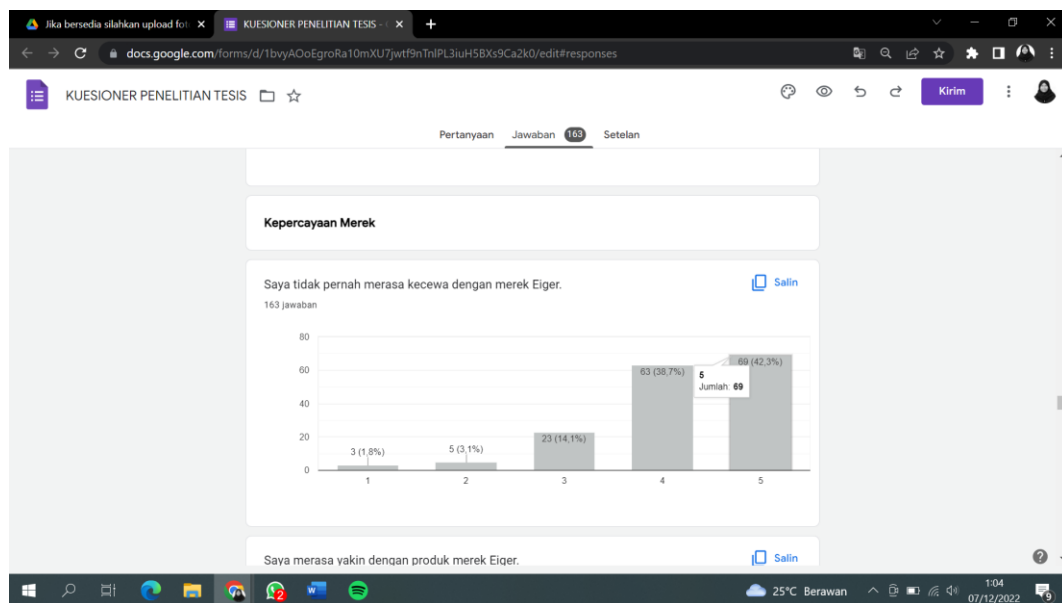 Jika bersedia silahkan upload fot
KUESIONER PENELITIAN TESIS -
docs.google.com/forms/d/1bvyAOoEgroRa10mXU7jwtf9nTnlPL3iuH5BXs9Ca2k0/edit#responses
KUESIONER PENELITIAN TESIS
Kirim
Pertanyaan Jawaban 163 Setelan
Kepercayaan Merek
Saya tidak pernah merasa kecewa dengan merek Eiger.
Salin
163 jawaban
80
60
40
20
0
3 (1,8%)
5 (3,1%)
23 (14,1%)
63 (38,7%)
69 (42,3%)
5
Jumlah: 69
1 2 3 4 5
Saya merasa yakin dengan produk merek Eiger.
Salin
2
25°C Berawan
1:04
07/12/2022
9